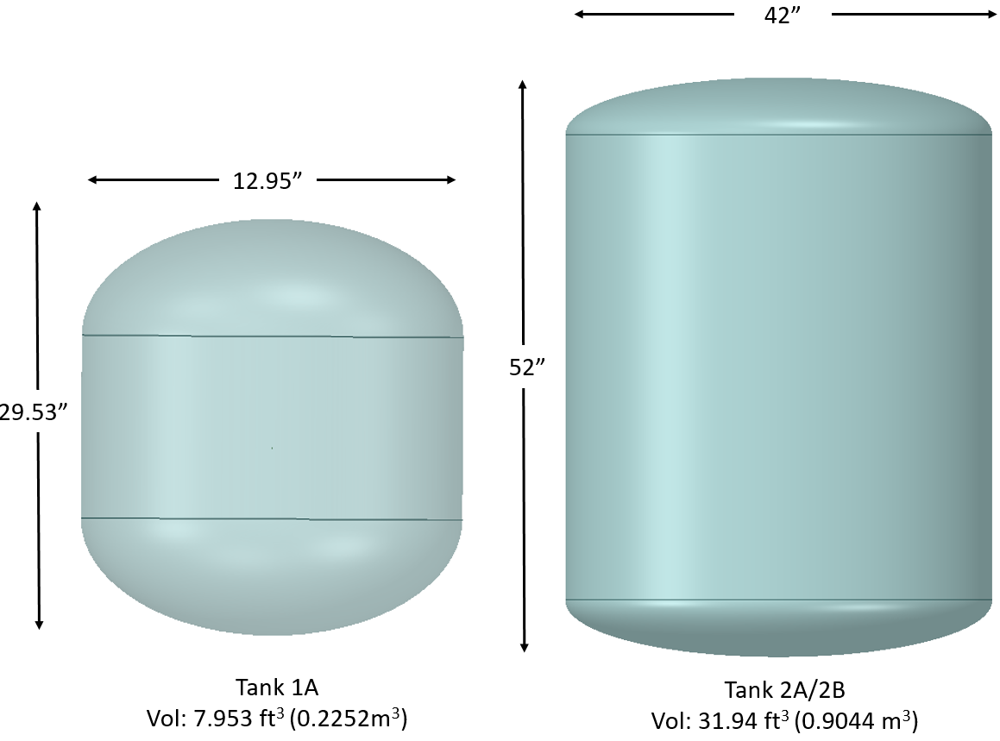 42”
12.95”
52”
29.53”
Tank 1A
Vol: 7.953 ft³ (0.2252m³)
Tank 2A/2B
Vol: 31.94 ft³ (0.9044 m³)